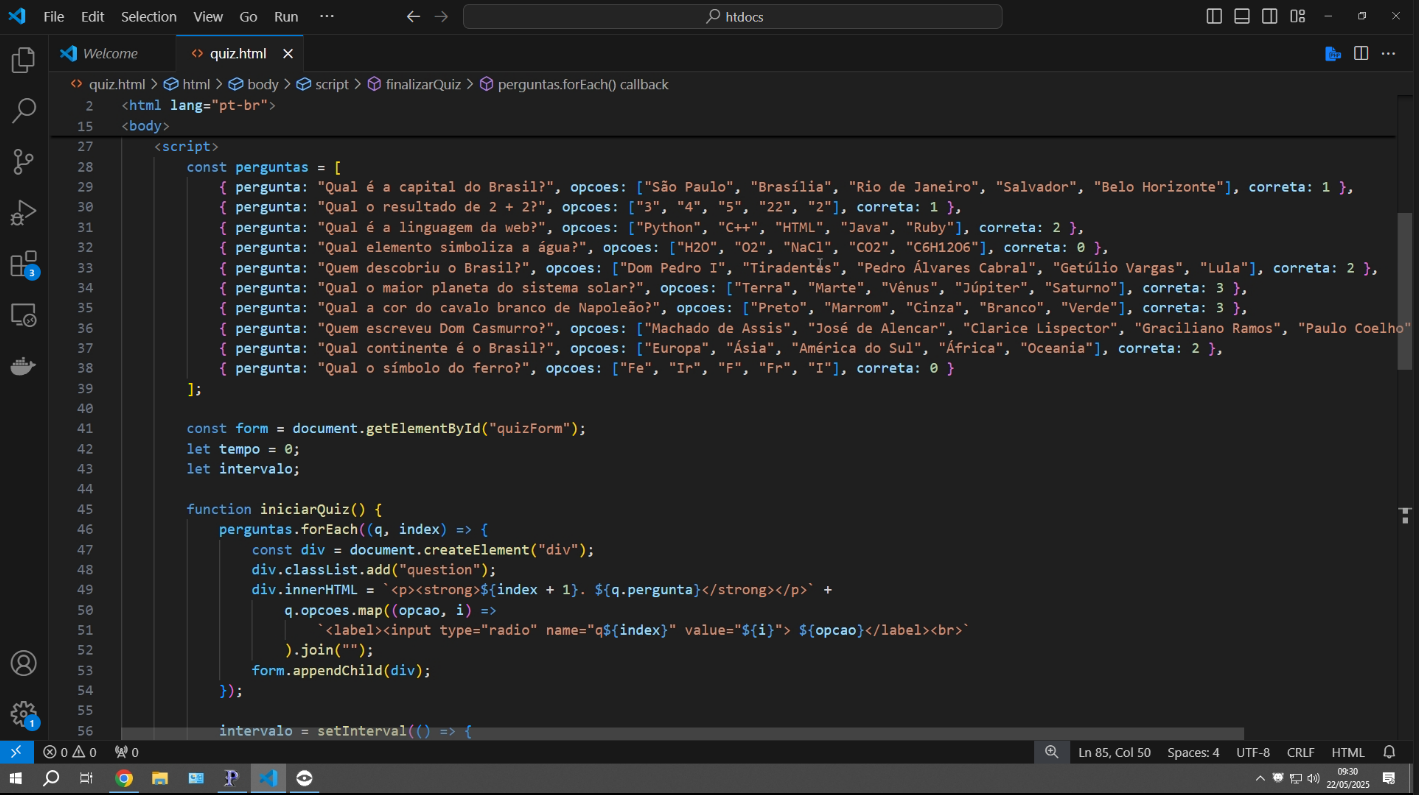 File Edit Selection View Go Run ··· htdocs
Welcome quiz.html
quiz.html > html > body > script > finalizarQuiz > perguntas.forEach() callback
2 <html lang="pt-br">
15 <body>
27 <script>
28 const perguntas = [
29 { pergunta: "Qual é a capital do Brasil?", opcoes: ["São Paulo", "Brasília", "Rio de Janeiro", "Salvador", "Belo Horizonte"], correta: 1 },
30 { pergunta: "Qual o resultado de 2 + 2?", opcoes: ["3", "4", "5", "22", "2"], correta: 1 },
31 { pergunta: "Qual é a linguagem da web?", opcoes: ["Python", "C++", "HTML", "Java", "Ruby"], correta: 2 },
32 { pergunta: "Qual elemento simboliza a água?", opcoes: ["H2O", "O2", "NaCl", "CO2", "C6H12O6"], correta: 0 },
33 { pergunta: "Quem descobriu o Brasil?", opcoes: ["Dom Pedro I", "Tiradentes", "Pedro Álvares Cabral", "Getúlio Vargas", "Lula"], correta: 2 },
34 { pergunta: "Qual o maior planeta do sistema solar?", opcoes: ["Terra", "Marte", "Vênus", "Júpiter", "Saturno"], correta: 3 },
35 { pergunta: "Qual a cor do cavalo branco de Napoleão?", opcoes: ["Preto", "Marrom", "Cinza", "Branco", "Verde"], correta: 3 },
36 { pergunta: "Quem escreveu Dom Casmurro?", opcoes: ["Machado de Assis", "José de Alencar", "Clarice Lispector", "Graciliano Ramos", "Paulo Coelho"
37 { pergunta: "Qual continente é o Brasil?", opcoes: ["Europa", "Ásia", "América do Sul", "África", "Oceania"], correta: 2 },
38 { pergunta: "Qual o símbolo do ferro?", opcoes: ["Fe", "Ir", "F", "Fr", "I"], correta: 0 }
39 ];
40
41 const form = document.getElementById("quizForm");
42 let tempo = 0;
43 let intervalo;
44
45 function iniciarQuiz() {
46 perguntas.forEach((q, index) => {
47 const div = document.createElement("div");
48 div.classList.add("question");
49 div.innerHTML = `<p><strong>${index + 1}. ${q.pergunta}</strong></p>` +
50 q.opcoes.map((opcao, i) =>
51 `<label><input type="radio" name="q${index}" value="${i}"> ${opcao}</label><br>`
52 ).join("");
53 form.appendChild(div);
54 });
55
56 intervalo = setInterval(() => {
3
1
0 0 0 Ln 85, Col 50 Spaces: 4 UTF-8 CRLF HTML
09:30
22/05/2025